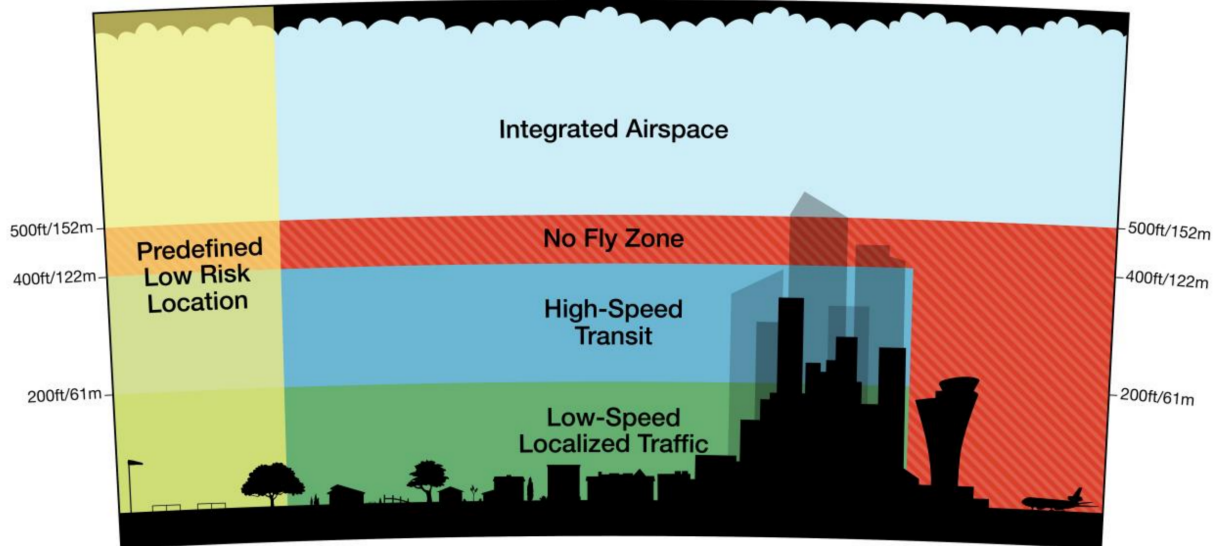 Integrated Airspace
500ft/152m
No Fly Zone
500ft/152m
Predefined
Low Risk
Location
400ft/122m
400ft/122m
High-Speed
Transit
200ft/61m
200ft/61m
Low-Speed
Localized Traffic